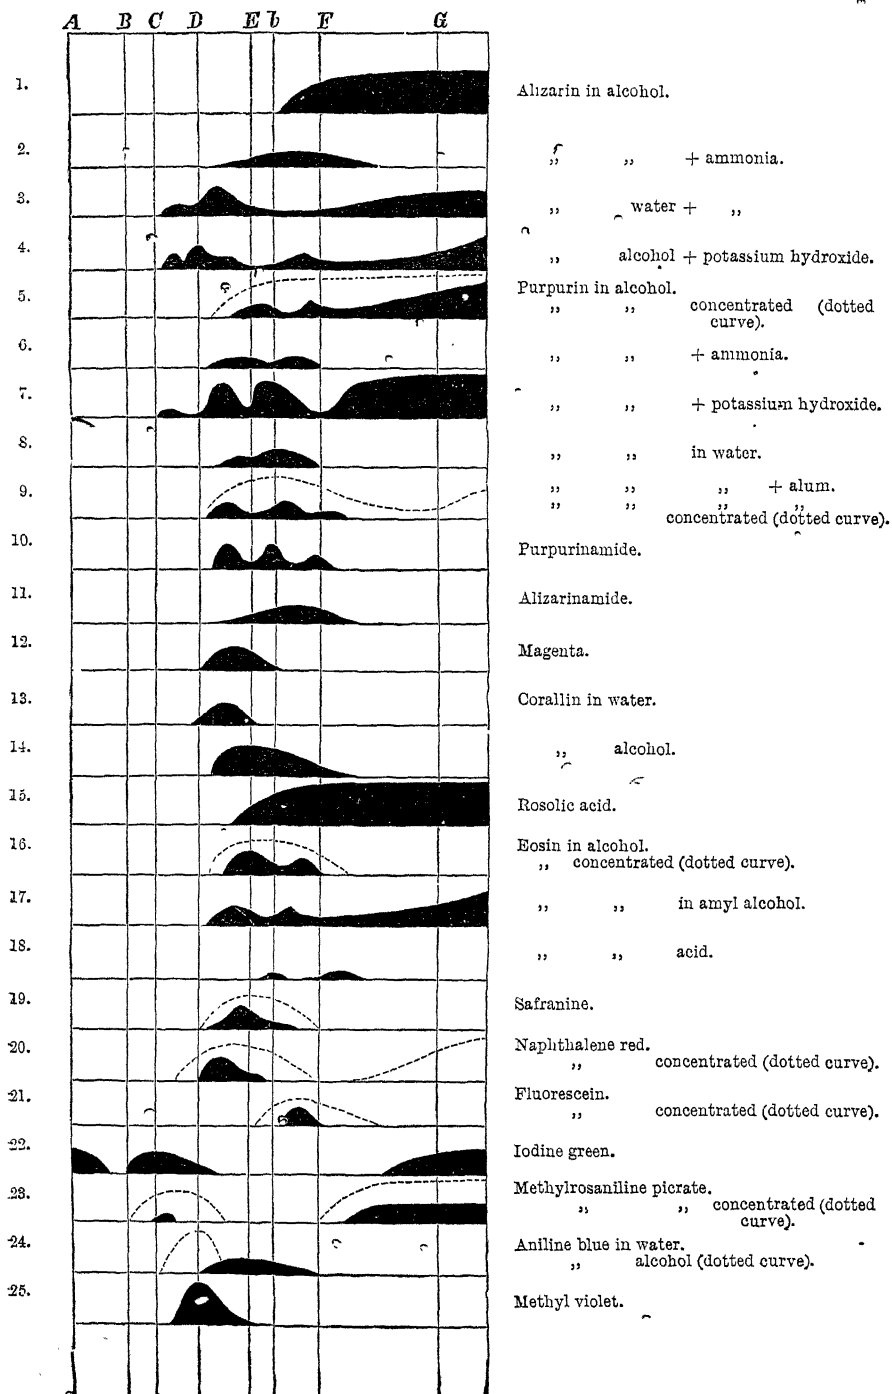 A B C D E b F G
1. Alizarin in alcohol.
2. „ „ + ammonia.
3. „ water + „
4. „ alcohol + potassium hydroxide.
5. Purpurin in alcohol.
„ „ concentrated (dotted
curve).
6. „ „ + ammonia.
7. „ „ + potassium hydroxide.
8. „ „ in water.
9. „ „ „ + alum.
„ „ „ „
concentrated (dotted curve).
10. Purpurinamide.
11. Alizarinamide.
12. Magenta.
13. Corallin in water.
14. „ alcohol.
15. Rosolic acid.
16. Eosin in alcohol.
„ concentrated (dotted curve).
17. „ „ in amyl alcohol.
18. „ „ acid.
19. Safranine.
20. Naphthalene red.
„ concentrated (dotted curve).
21. Fluorescein.
„ concentrated (dotted curve).
22. Iodine green.
23. Methylrosaniline picrate.
„ „ concentrated (dotted
curve).
24. Aniline blue in water.
„ alcohol (dotted curve).
25. Methyl violet.